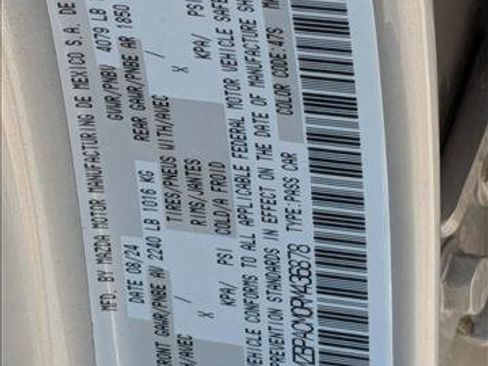 MFD. BY MAZDA MOTOR MANUFACTURING DE MEXICO S.A. DE
DATE 08/24 GVWR/PNBV 4079 LB
FRONT GAWR/PNBE AV 2240 LB 1016 KG REAR GAWR/PNBE AR 1850
/AVEC / TIRES/PNEUS WITH/AVEC /
X RIMS/JANTES X
KPA/ PSI COLD/A FROID KPA/ PSI
VEHICLE CONFORMS TO ALL APPLICABLE FEDERAL MOTOR VEHICLE SAFE
PREVENTION STANDARDS IN EFFECT ON THE DATE OF MANUFACTURE SH
TYPE: PASS CAR COLOR CODE: 47S